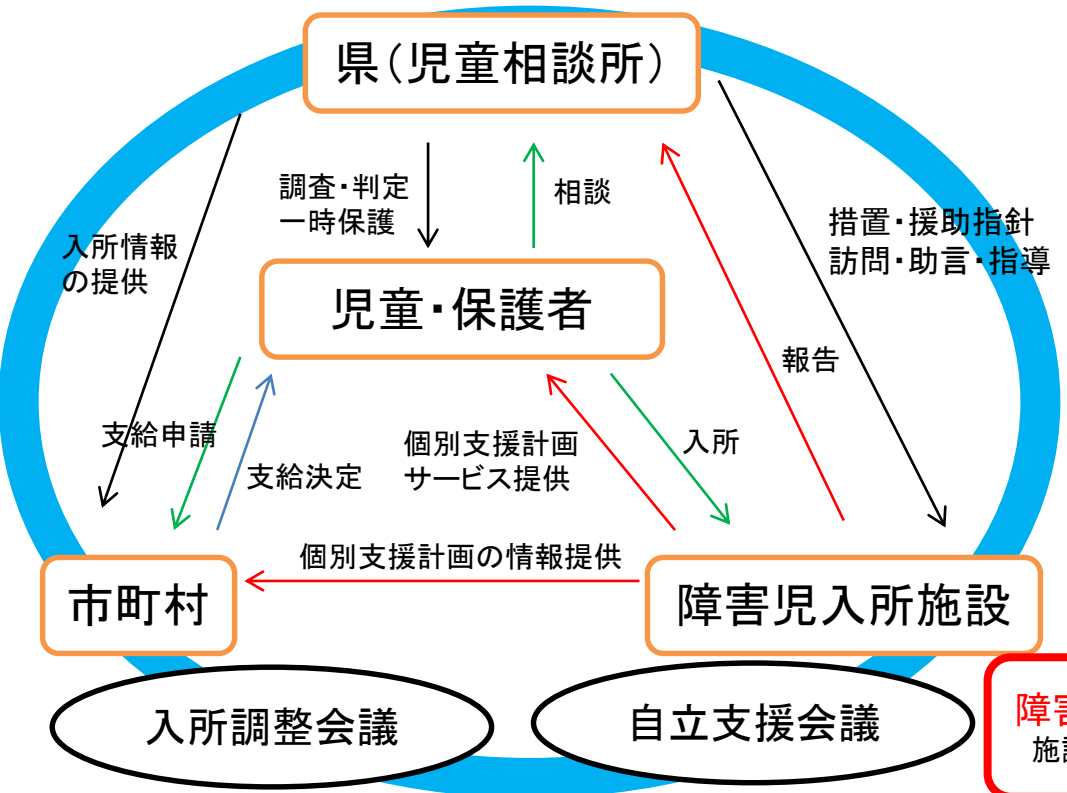 県(児童相談所)
調査・判定
一時保護
相談
入所情報
の提供
措置・援助指針
訪問・助言・指導
児童・保護者
報告
支給申請
支給決定
個別支援計画
サービス提供
入所
個別支援計画の情報提供
市町村
障害児入所施設
入所調整会議
自立支援会議
障害
施設